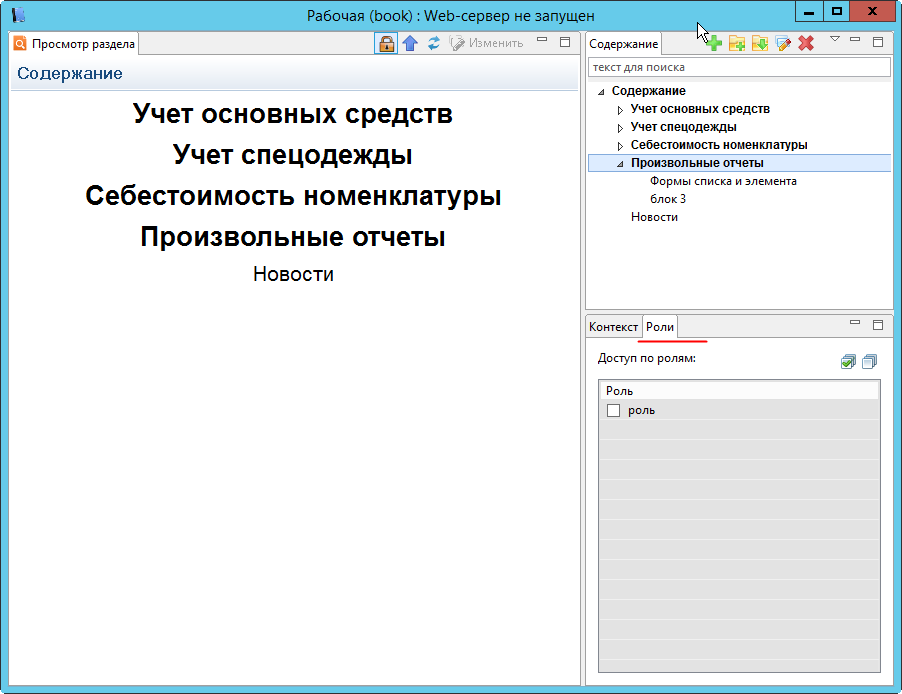 Рабочая (book) : Web-сервер не запущен
Просмотр раздела
Изменить
Содержание
Учет основных средств
Учет спецодежды
Себестоимость номенклатуры
Произвольные отчеты
Новости
Содержание
текст для поиска
Содержание
Учет основных средств
Учет спецодежды
Себестоимость номенклатуры
Произвольные отчеты
Формы списка и элемента
блок 3
Новости
Контекст Роли
Доступ по ролям:
Роль
роль